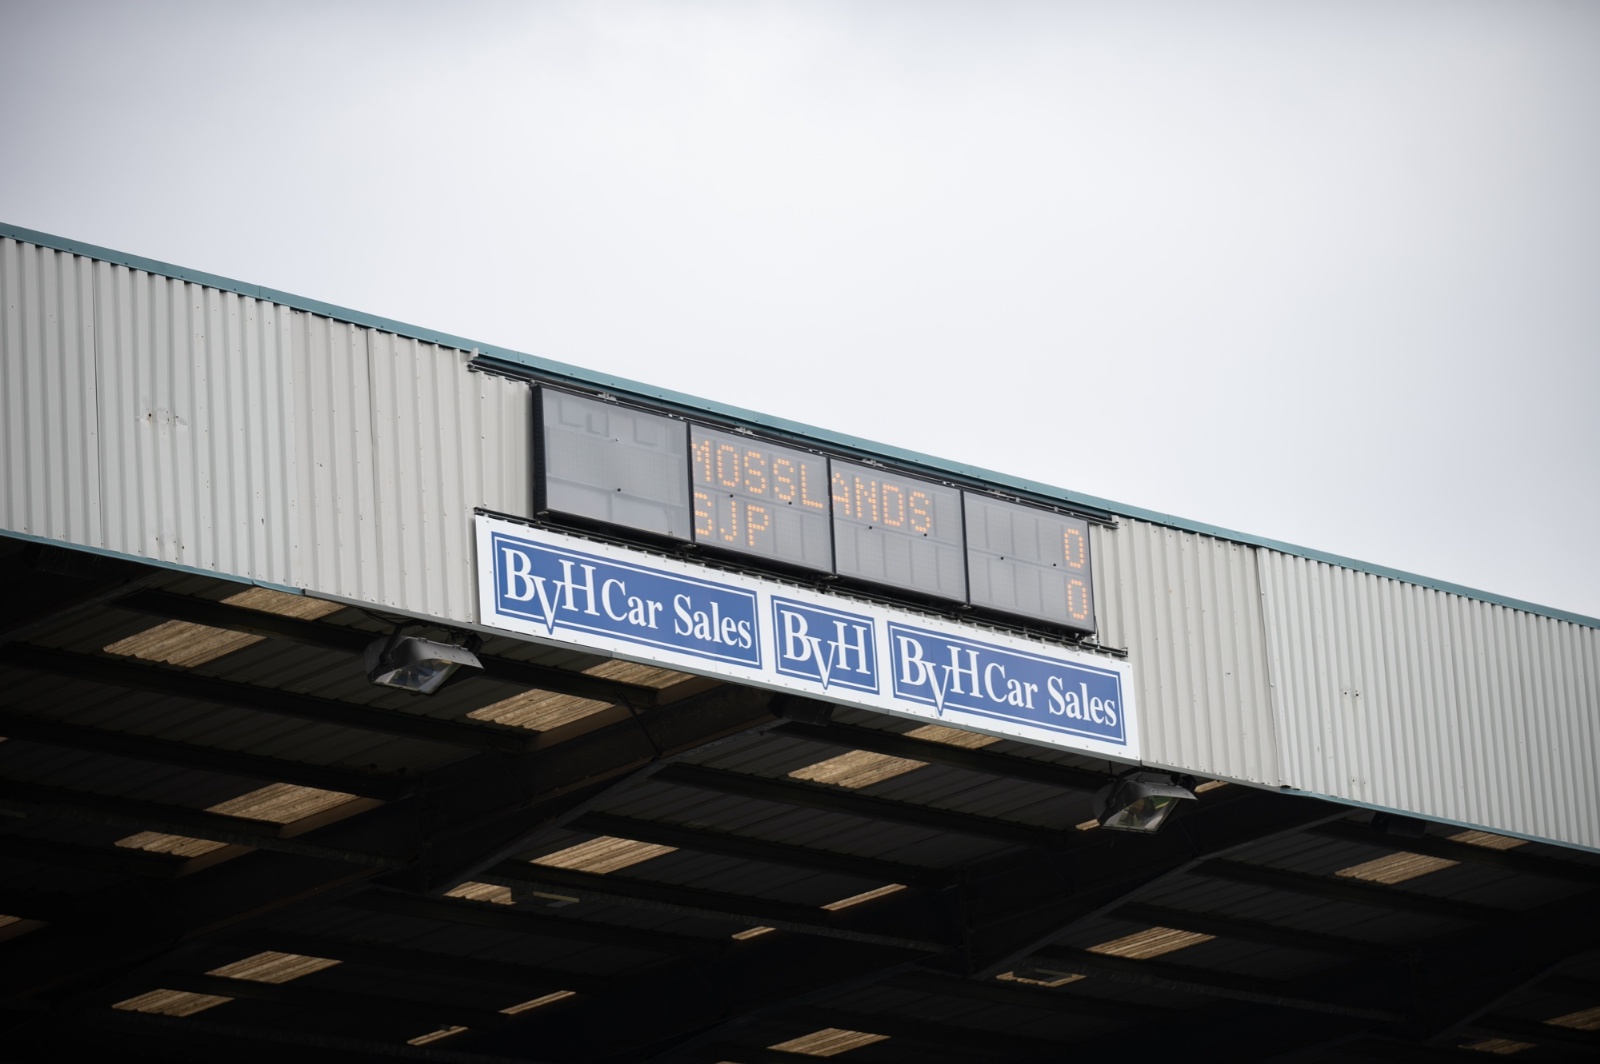 MOSSLANDS 0
SJP 0
BVH Car Sales BVH BVH Car Sales